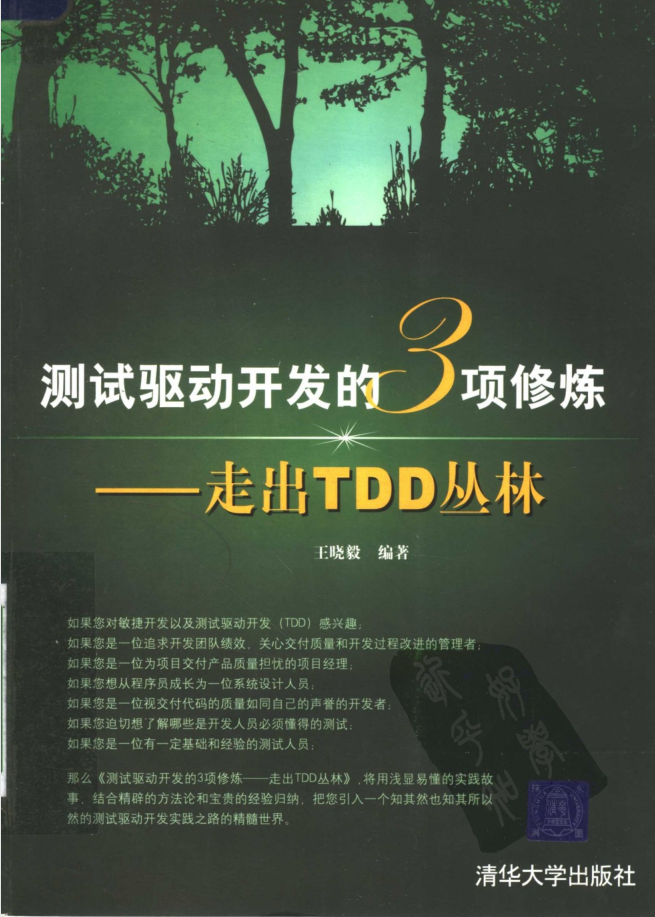 测试驱动开发的3项修炼
——走出TDD丛林
王晓毅 编著
如果您对敏捷开发以及测试驱动开发（TDD）感兴趣；
如果您是一位追求开发团队绩效、关心交付质量和开发过程改进的管理者；
如果您是一位为项目交付产品质量担忧的项目经理；
如果您想从程序员成长为一位系统设计人员；
如果您是一位视交付代码的质量如同自己的声誉的开发者；
如果您迫切想了解哪些是开发人员必须懂得的测试；
如果您是一位有一定基础和经验的测试人员；
那么《测试驱动开发的3项修炼——走出TDD丛林》，将用浅显易懂的实践故
事、结合精辟的方法论和宝贵的经验归纳，把您引入一个知其然也知其所以
然的测试驱动开发实践之路的精髓世界。
清华大学出版社